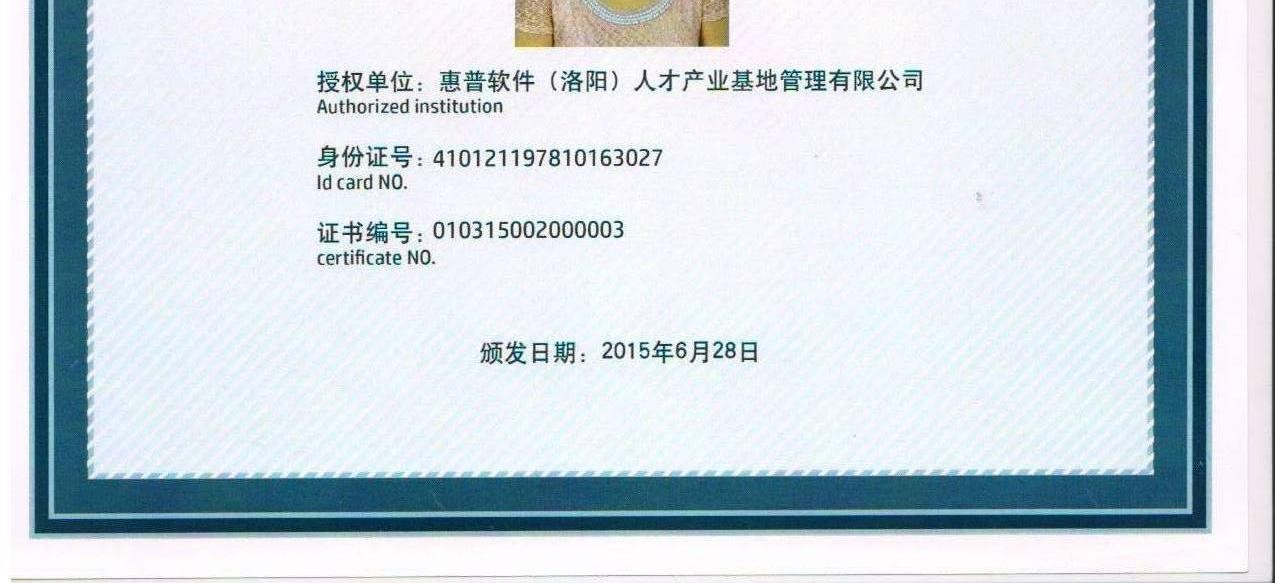 授权单位：惠普软件（洛阳）人才产业基地管理有限公司
Authorized institution
身份证号：410121197810163027
Id card NO.
证书编号：010315002000003
certificate NO.
颁发日期：2015年6月28日